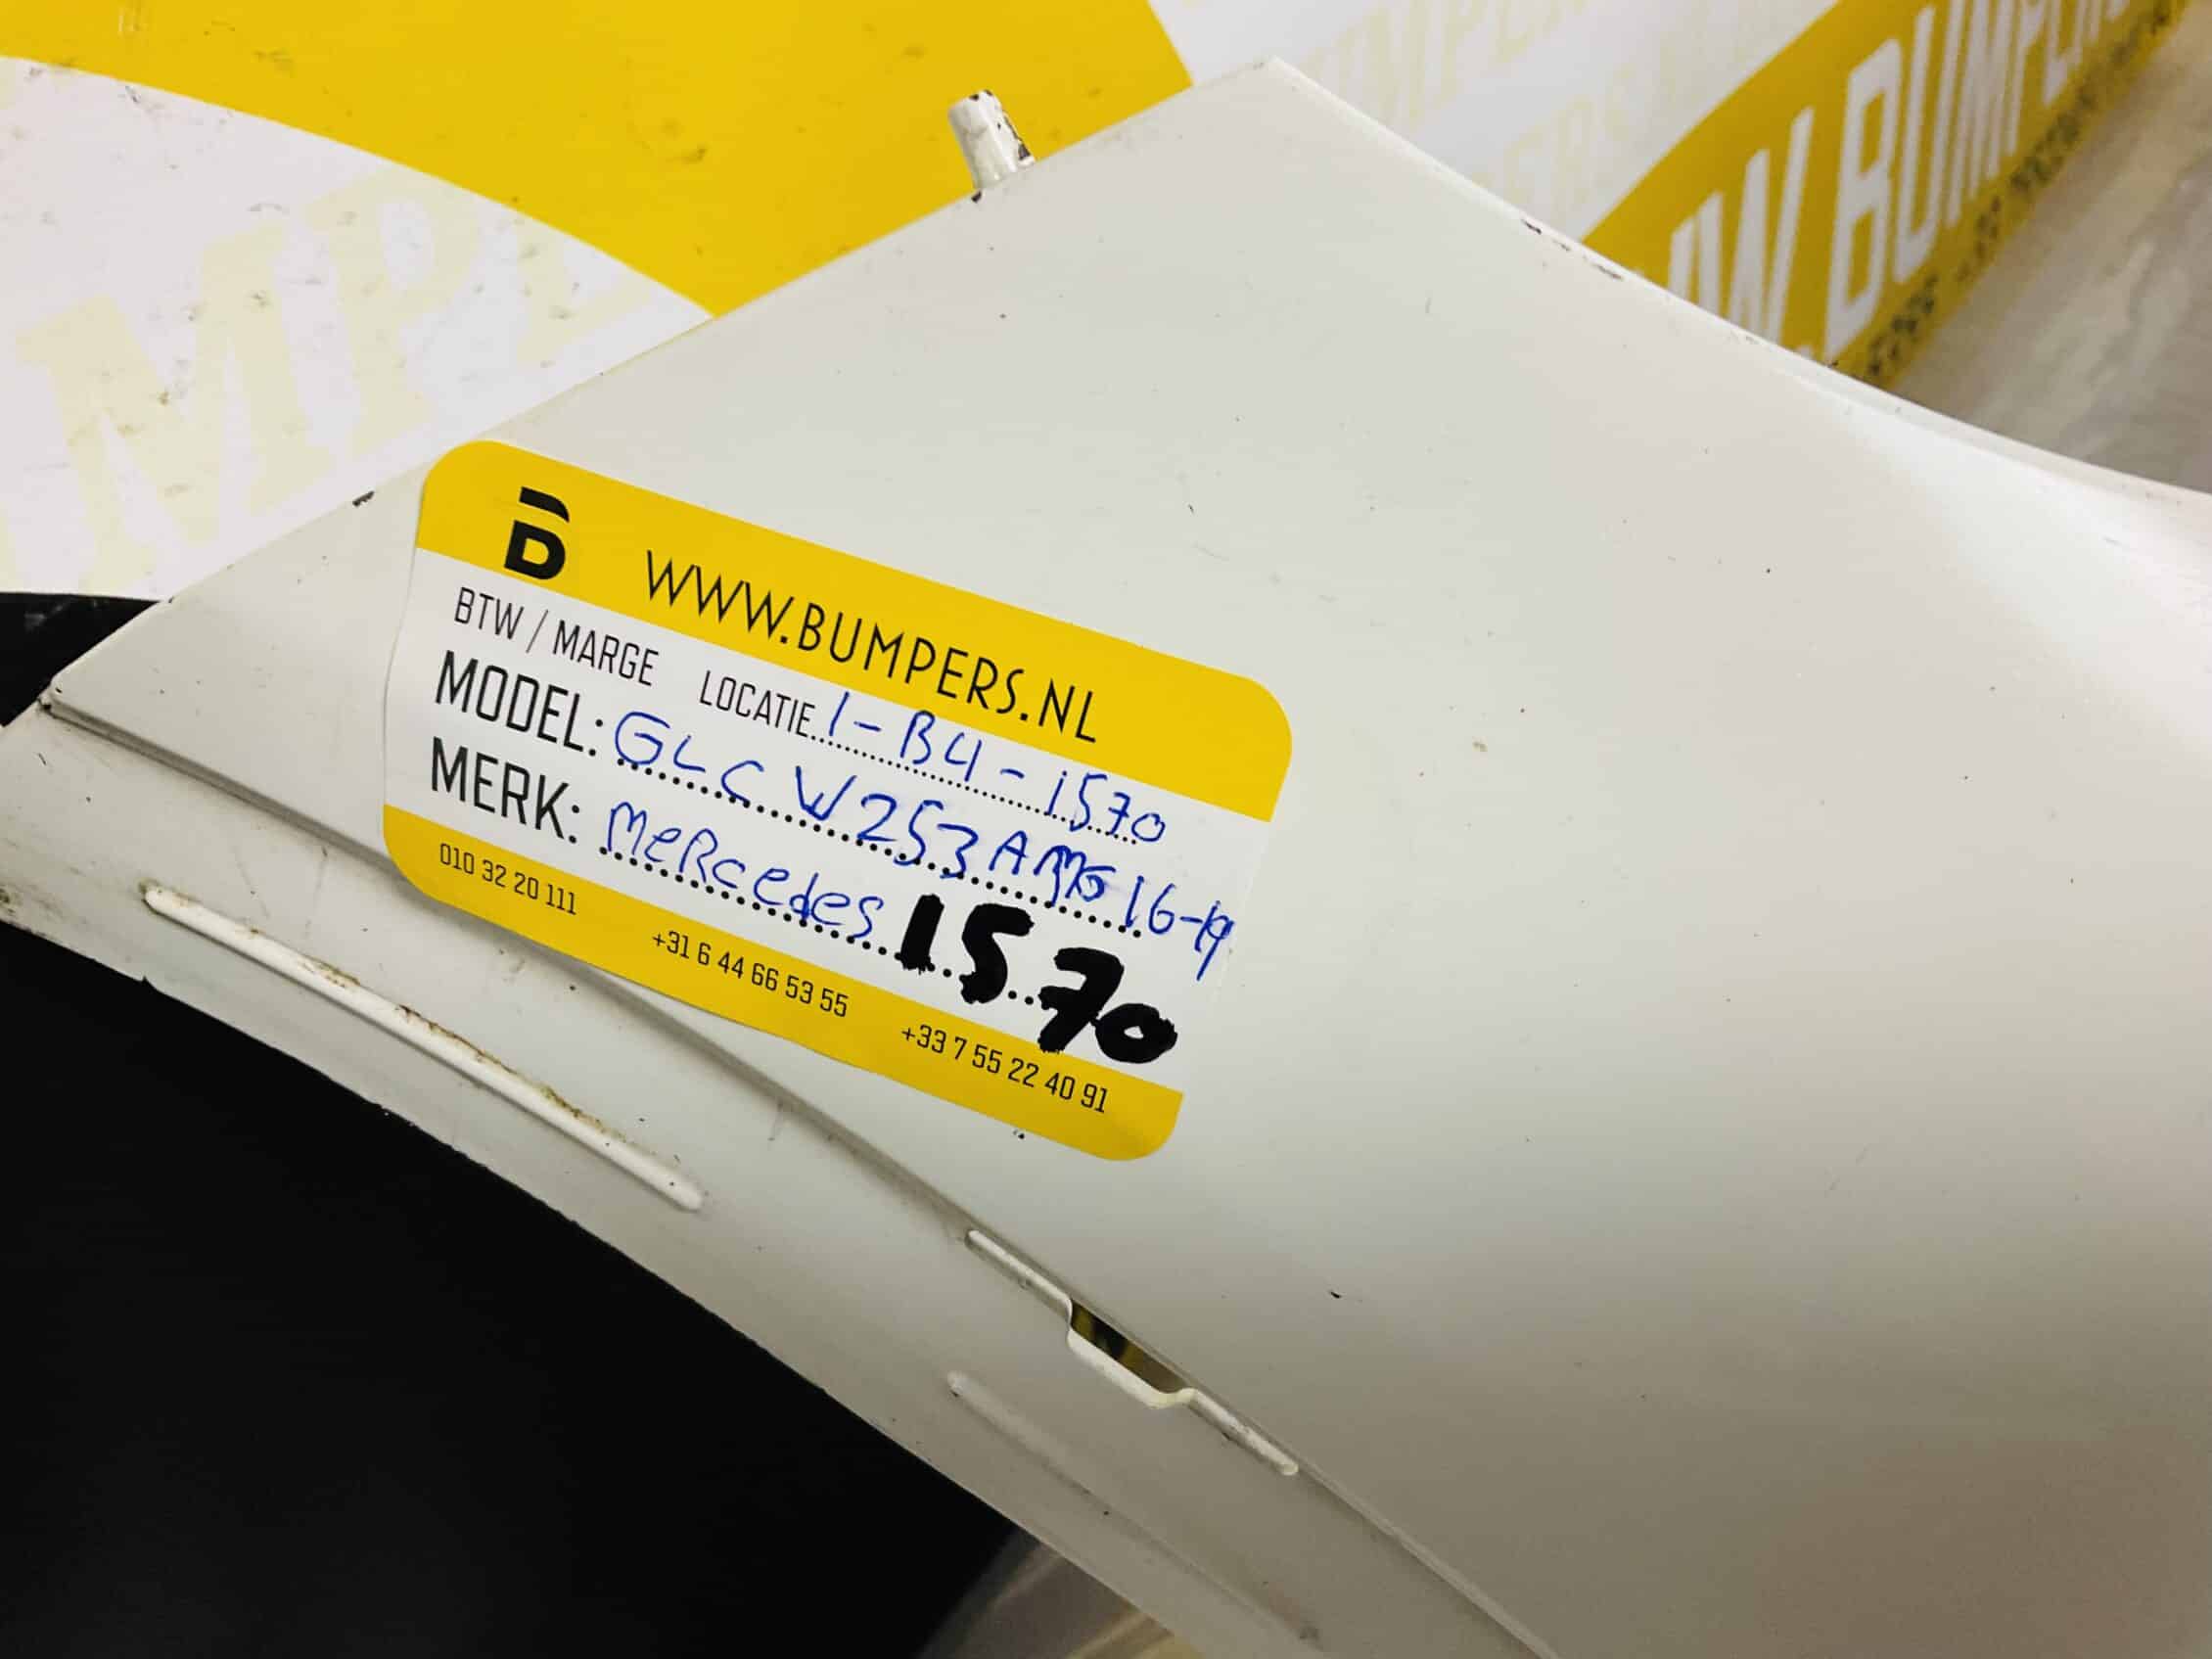 WWW.BUMPERS.NL
BTW / MARGE LOCATIE 1-B4-1570
MODEL: GLC W253 AMG 16-19
MERK: Mercedes 1570
010 32 20 111 +31 6 44 66 53 55 +33 7 55 22 40 91
W.BUMPERS